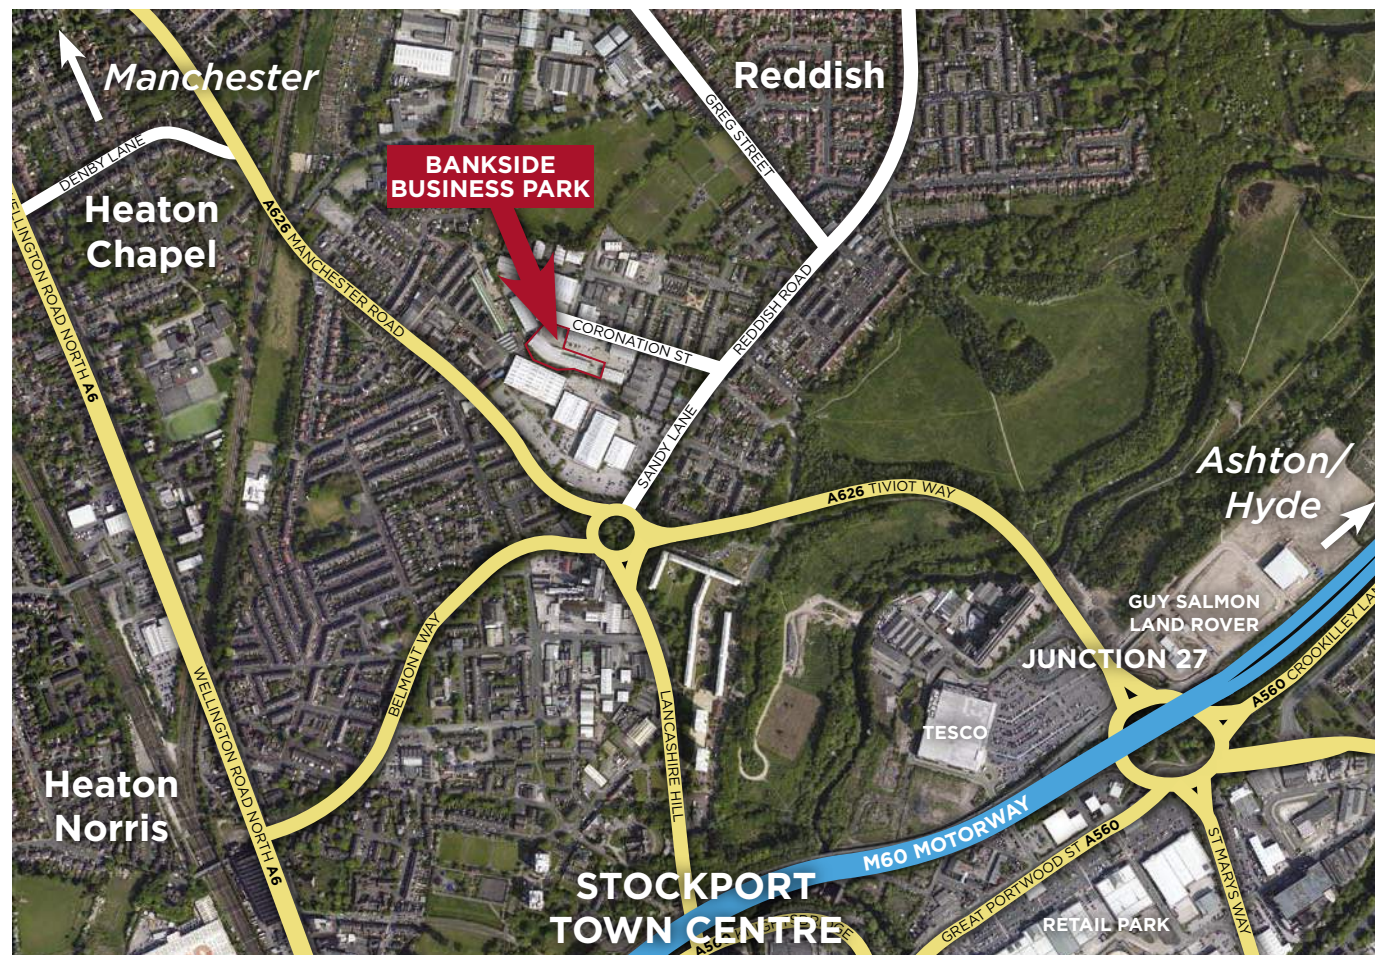 Manchester
Reddish
GREG STREET
DENBY LANE
BANKSIDE
BUSINESS PARK
Heaton
Chapel
A626 MANCHESTER ROAD
WELLINGTON ROAD NORTH A6
REDDISH ROAD
CORONATION ST
SANDY LANE
Ashton/
Hyde
A626 TIVIOT WAY
GUY SALMON
LAND ROVER
JUNCTION 27
BELMONT WAY
A560 CROOKILLEY
LANCASHIRE HILL
TESCO
WELLINGTON ROAD NORTH A6
Heaton
Norris
M60 MOTORWAY
GREAT PORTWOOD ST A560
ST MARY'S WAY
STOCKPORT
TOWN CENTRE
RETAIL PARK